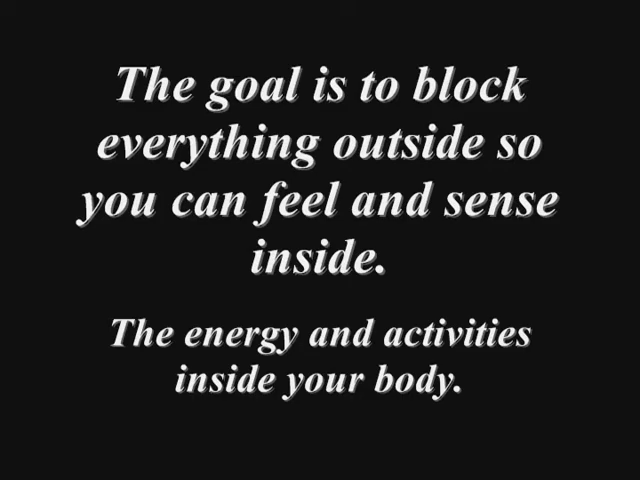 The goal is to block
everything outside so
you can feel and sense
inside.
The energy and activities
inside your body.